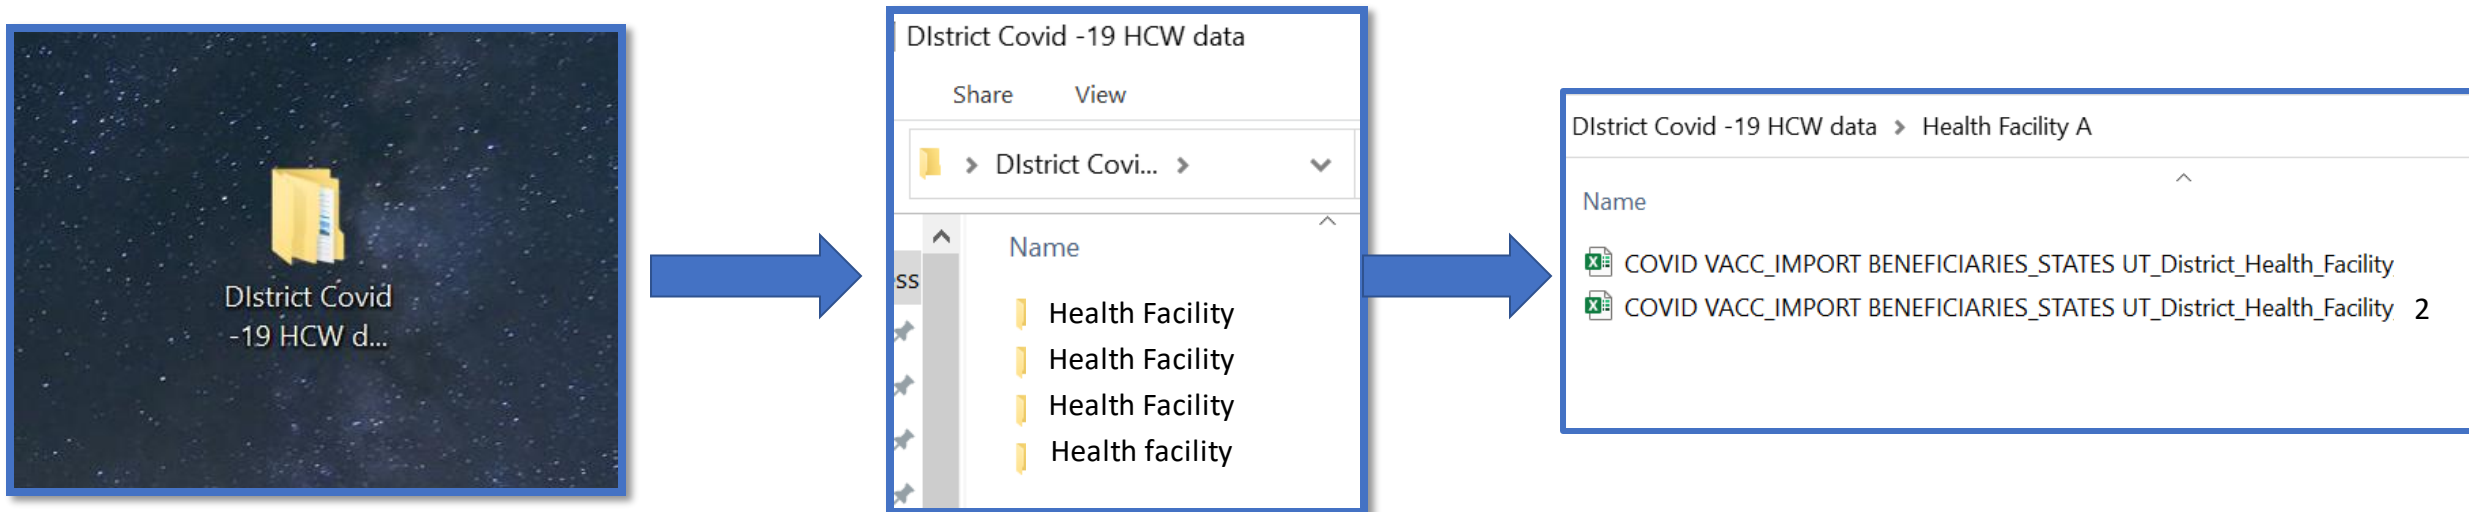 DIstrict Covid
-19 HCW d...
DIstrict Covid -19 HCW data
Share View
DIstrict Covi...
ss
Name
Health Facility
Health Facility
Health Facility
Health facility
DIstrict Covid -19 HCW data > Health Facility A
Name
COVID VACC_IMPORT BENEFICIARIES_STATES UT_District_Health_Facility
COVID VACC_IMPORT BENEFICIARIES_STATES UT_District_Health_Facility 2